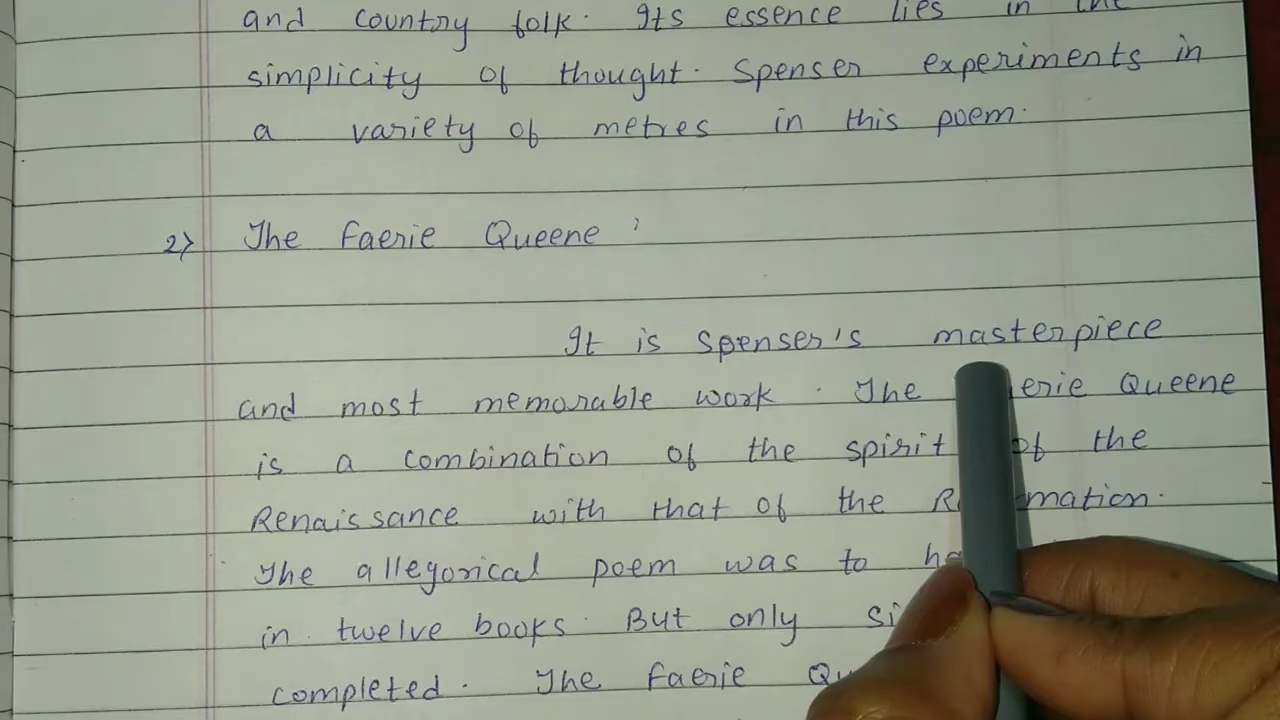 and country folk. Its essence lies in the
simplicity of thought. Spenser experiments in
a variety of metres in this poem.
2) The Faerie Queene :
It is Spenser's masterpiece
and most memorable work. The Queene
is a combination of the spirit of the
Renaissance with that of the
The allegorical poem was to
in twelve books. But only
completed. The Faerie